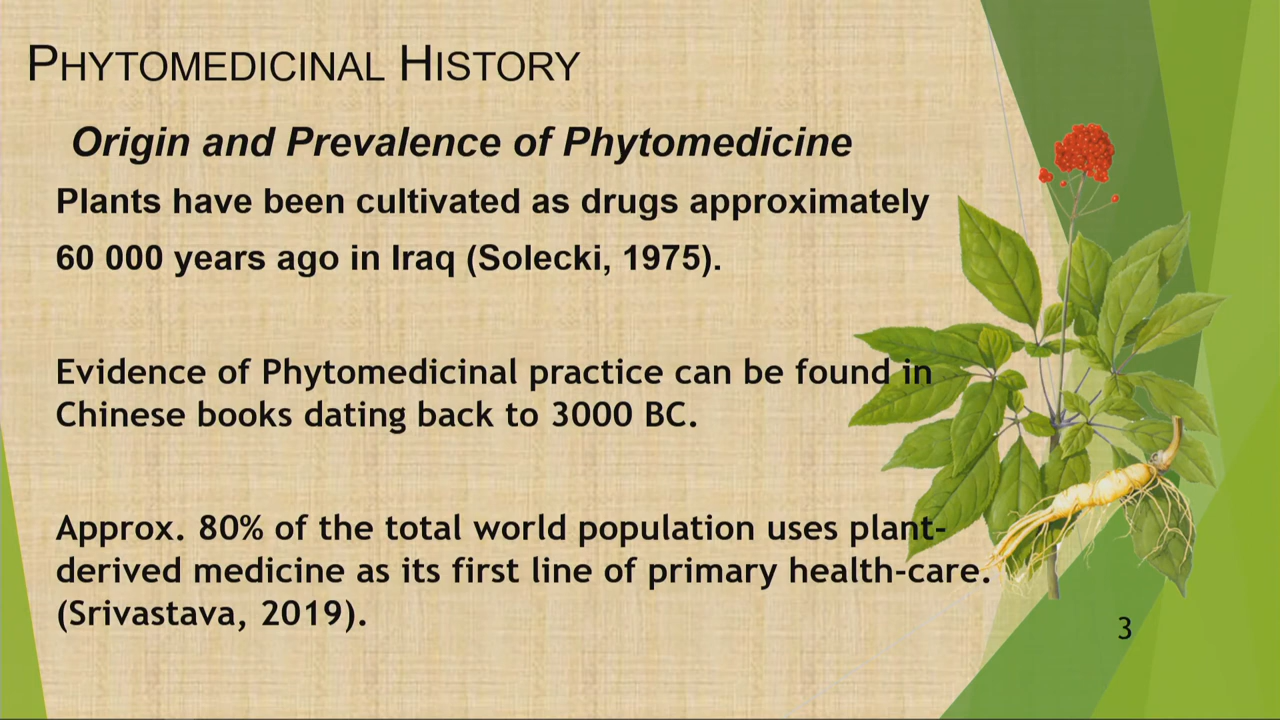 PHYTOMEDICINAL HISTORY
Origin and Prevalence of Phytomedicine
Plants have been cultivated as drugs approximately
60 000 years ago in Iraq (Solecki, 1975).
Evidence of Phytomedicinal practice can be found in
Chinese books dating back to 3000 BC.
Approx. 80% of the total world population uses plant-
derived medicine as its first line of primary health-care.
(Srivastava, 2019).
3